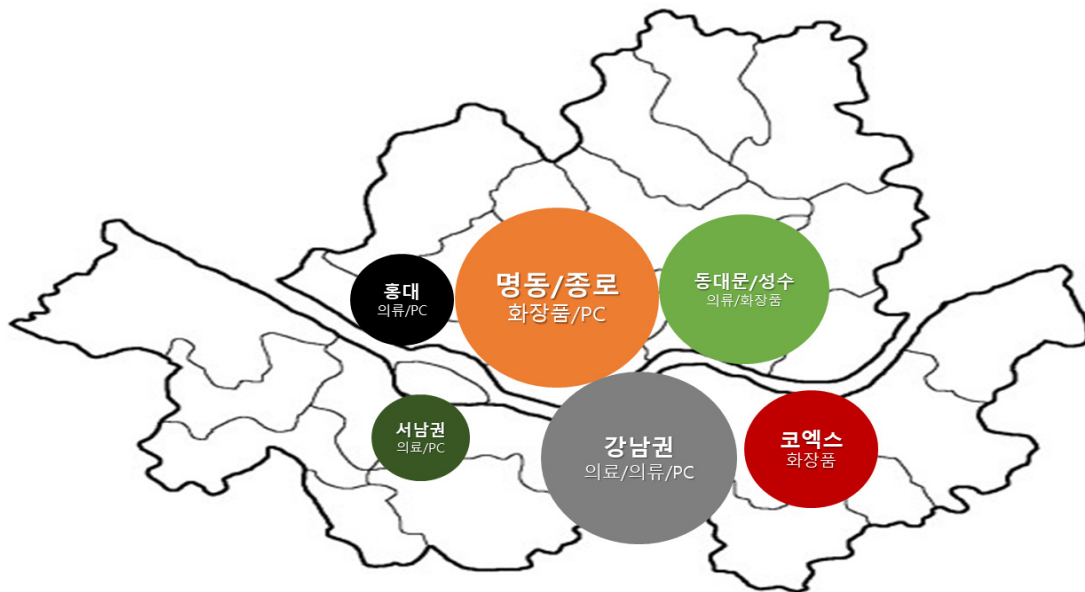 명동/종로
화장품/PC
동대문/성수
의류/화장품
홍대
의류/PC
서남권
의료/PC
강남권
의료/의류/PC
코엑스
화장품